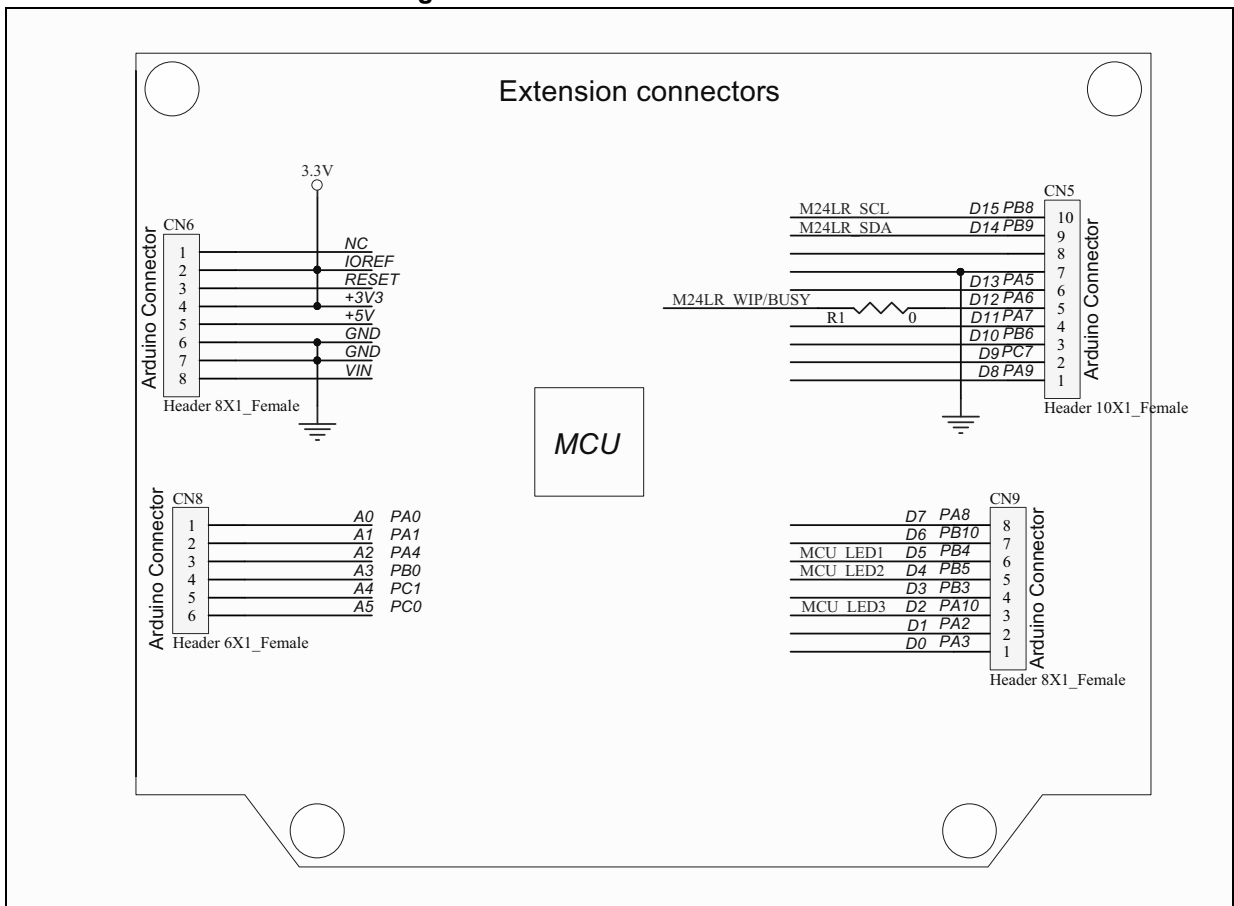 Extension connectors
3.3V
CN6
Arduino Connector
1 NC
2 IOREF
3 RESET
4 +3V3
5 +5V
6 GND
7 GND
8 VIN
Header 8X1_Female
CN5
Arduino Connector
M24LR_SCL D15 PB8 10
M24LR_SDA D14 PB9 9
8
7
D13 PA5 6
M24LR_WIP/BUSY R1 0 D12 PA6 5
D11 PA7 4
D10 PB6 3
D9 PC7 2
D8 PA9 1
Header 10X1_Female
MCU
CN8
Arduino Connector
1 A0 PA0
2 A1 PA1
3 A2 PA4
4 A3 PB0
5 A4 PC1
6 A5 PC0
Header 6X1_Female
CN9
Arduino Connector
D7 PA8 8
D6 PB10 7
MCU_LED1 D5 PB4 6
MCU_LED2 D4 PB5 5
D3 PB3 4
MCU_LED3 D2 PA10 3
D1 PA2 2
D0 PA3 1
Header 8X1_Female